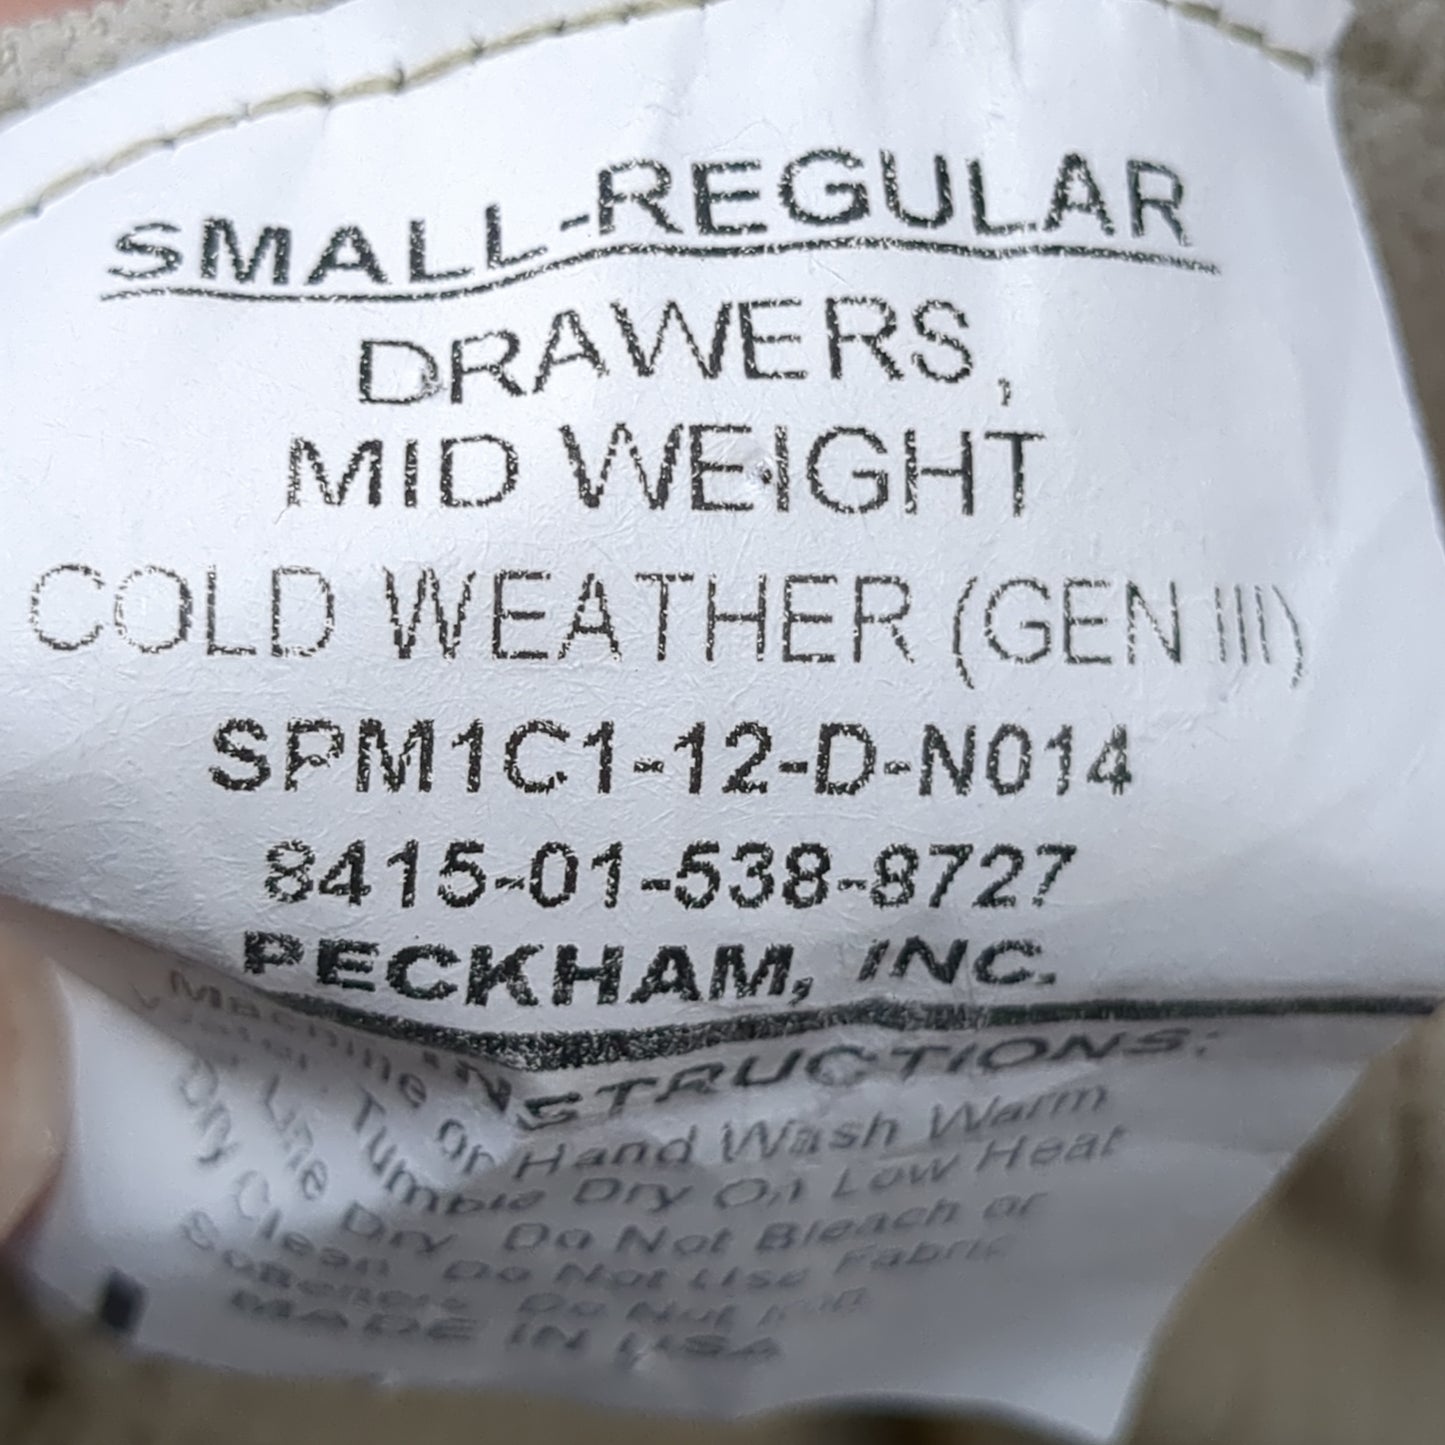 SMALL-REGULAR
DRAWERS,
MID WEIGHT
COLD WEATHER (GEN III)
SPM1C1-12-D-N014
8415-01-538-8727
PECKHAM, INC.
INSTRUCTIONS:
Machine or Hand Wash Warm
Water. Tumble Dry On Low Heat
or Line Dry Do Not Bleach or
Dry Clean Do Not Use Fabric
Softeners Do Not Iron
MADE IN USA